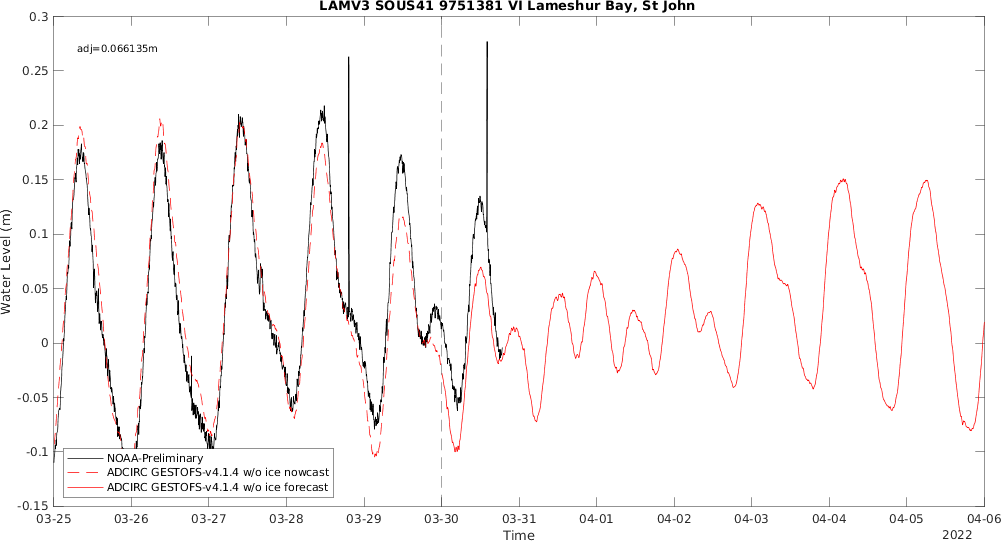 LAMV3 SOUS41 9751381 VI Lameshur Bay, St John
adj=0.066135m
0.3
0.25
0.2
0.15
0.1
0.05
0
-0.05
-0.1
-0.15
Water Level (m)
NOAA-Preliminary
ADCIRC GESTOFS-v4.1.4 w/o ice nowcast
ADCIRC GESTOFS-v4.1.4 w/o ice forecast
03-25 03-26 03-27 03-28 03-29 03-30 03-31 04-01 04-02 04-03 04-04 04-05 04-06
Time
2022